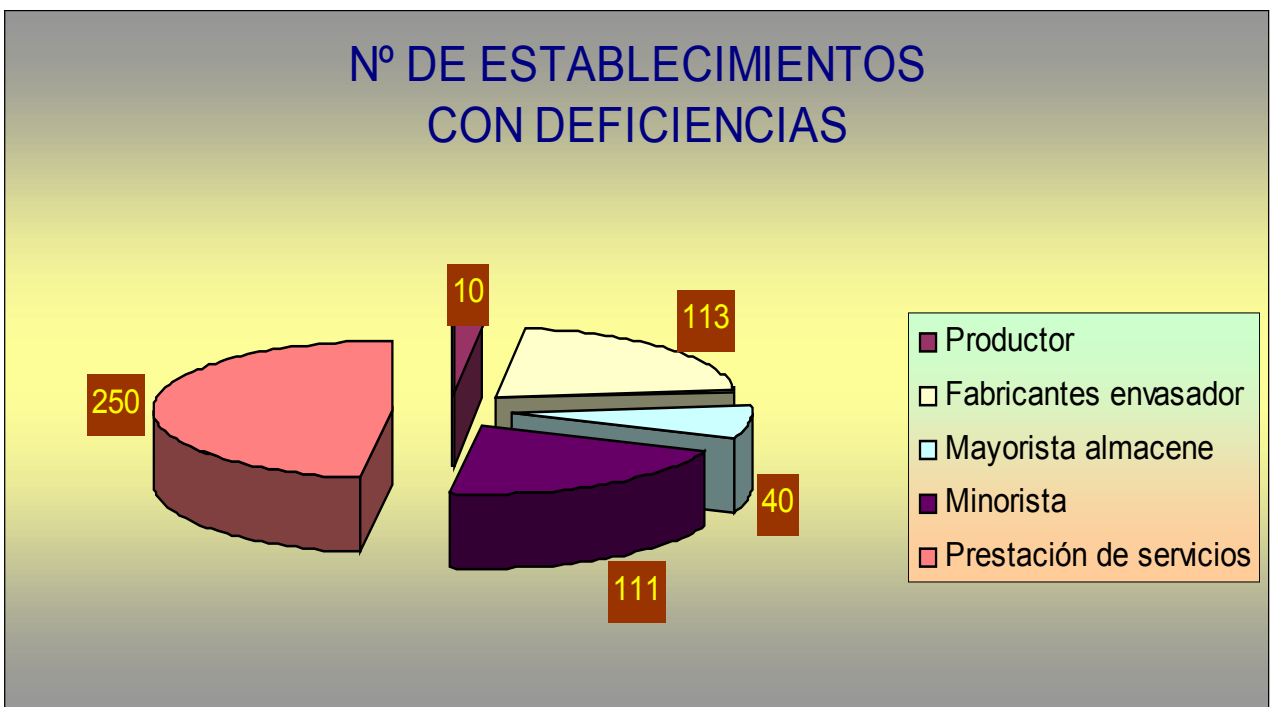 Nº DE ESTABLECIMIENTOS
CON DEFICIENCIAS
10
113
250
40
111
Productor
Fabricantes envasador
Mayorista almacene
Minorista
Prestación de servicios